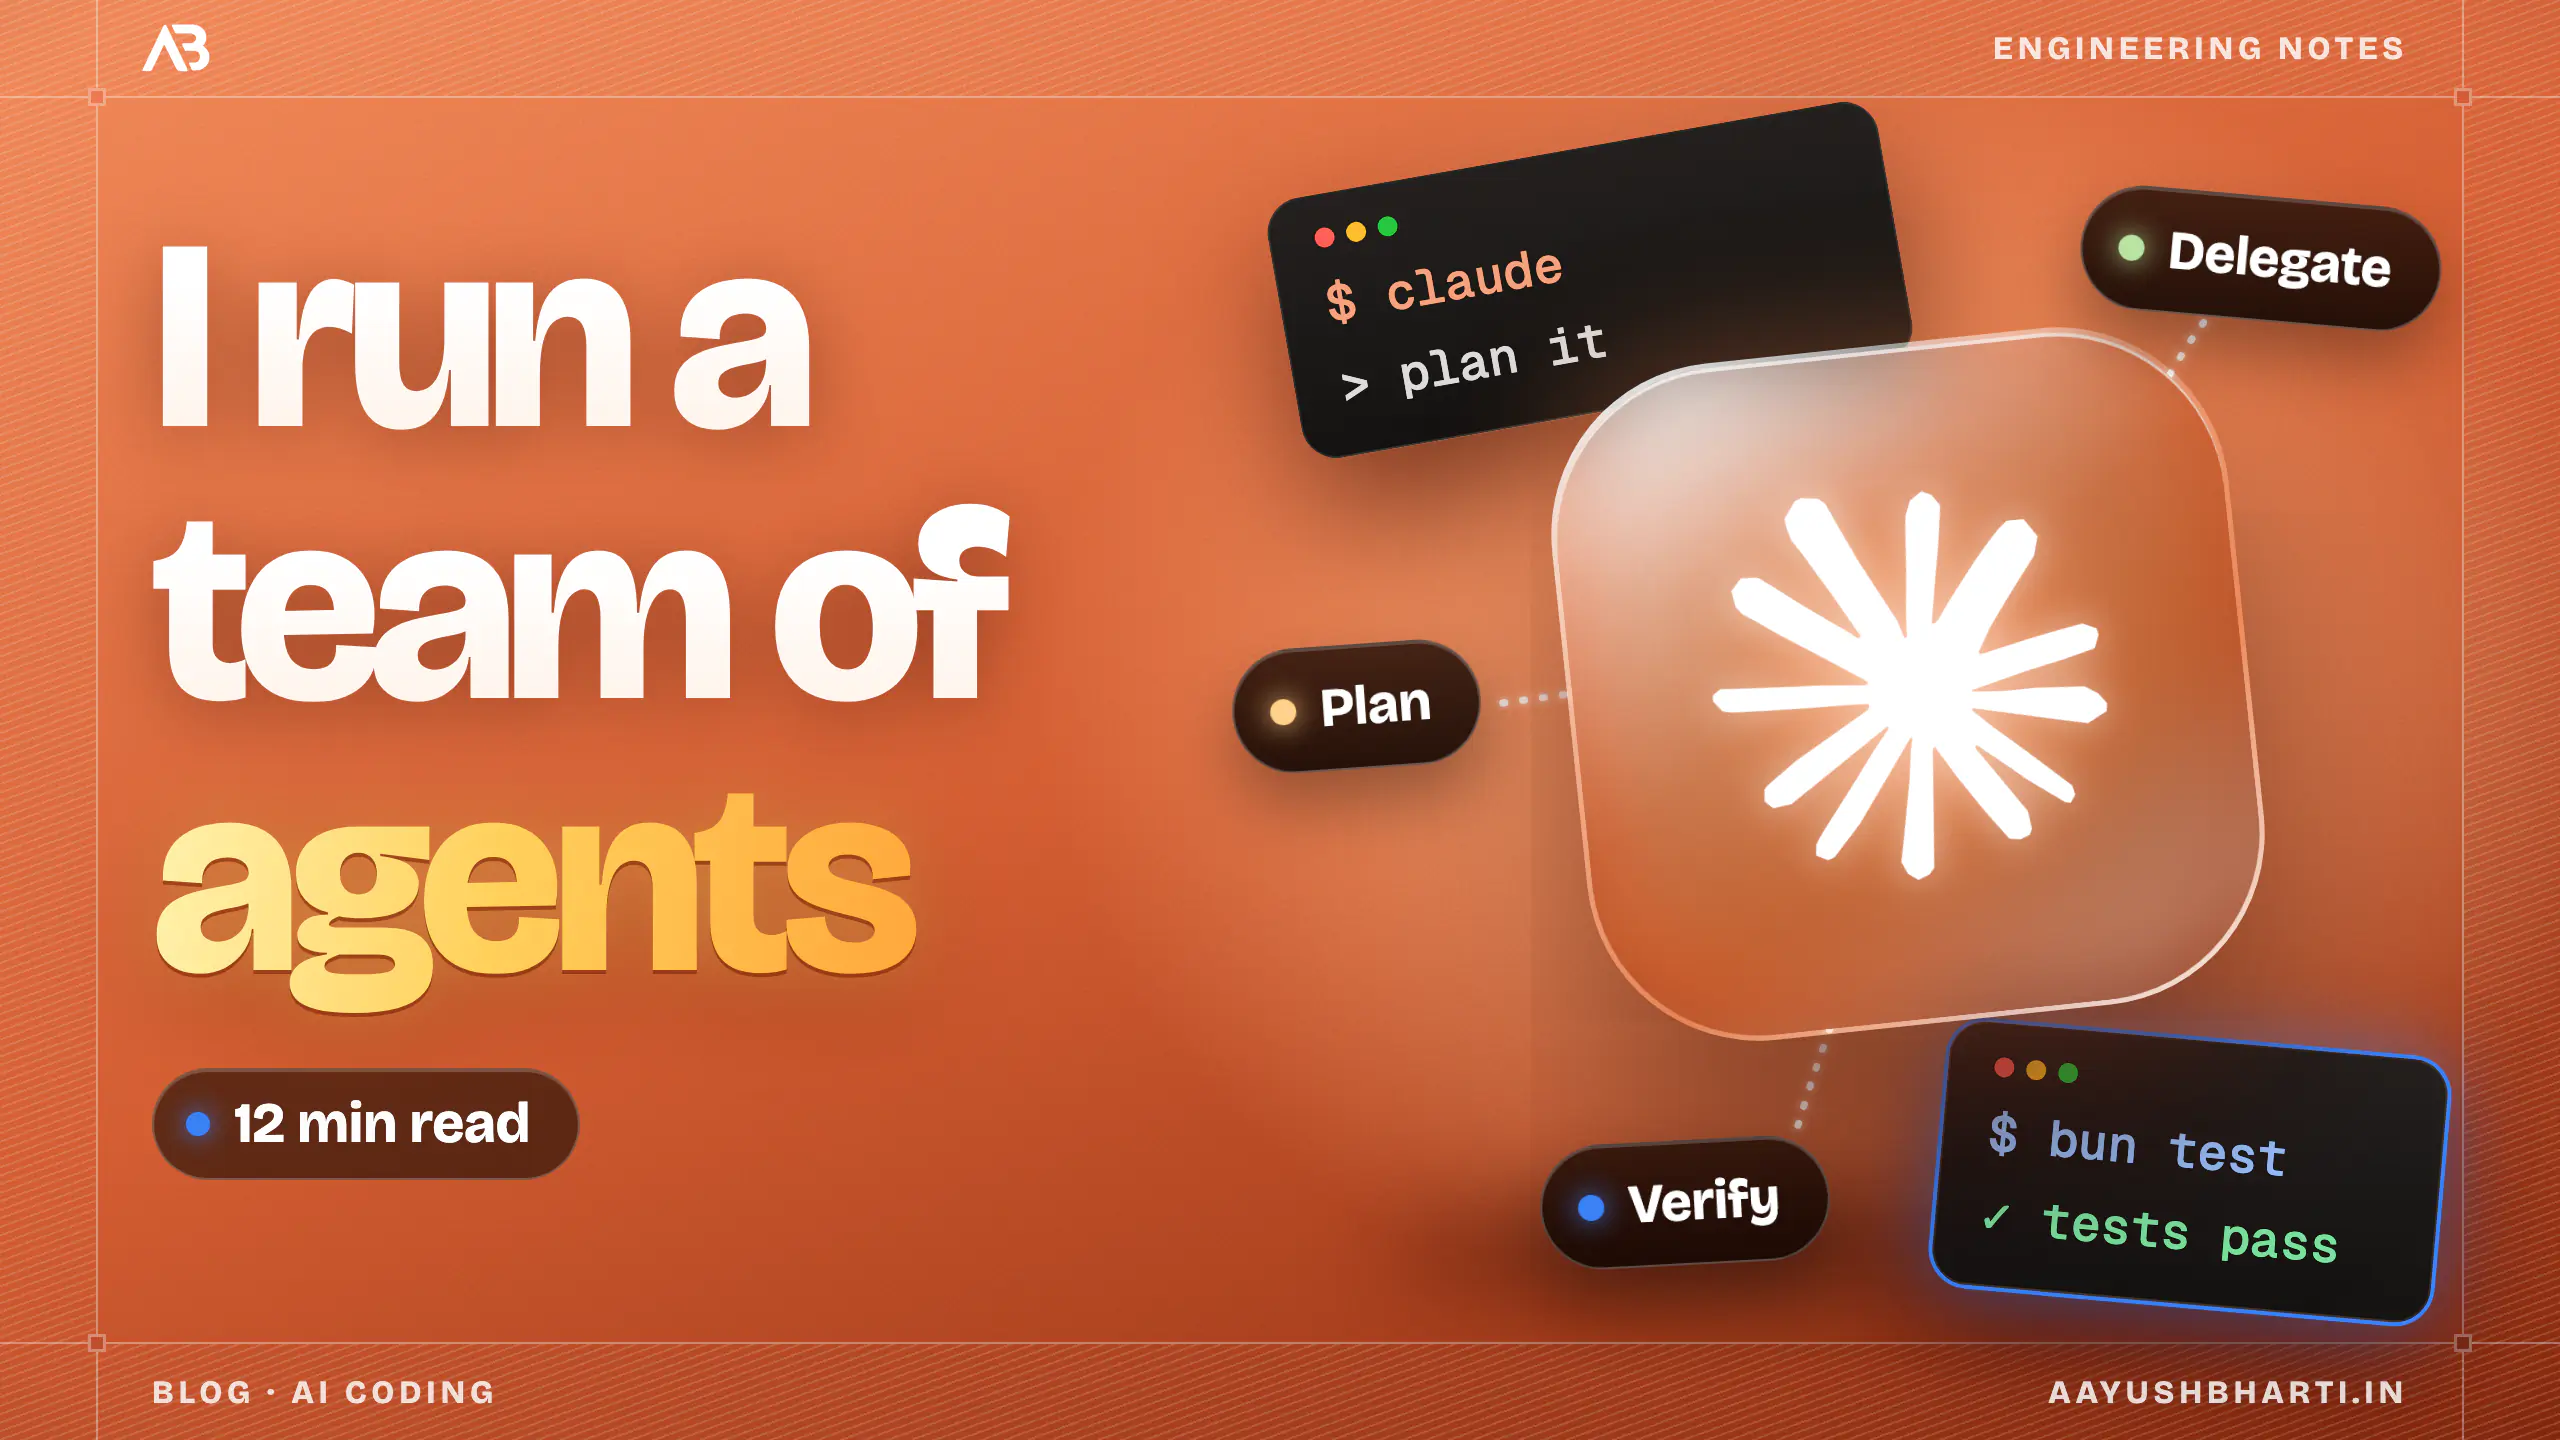 AB
ENGINEERING NOTES
I run a
team of
agents
12 min read
$ claude
> plan it
Delegate
Plan
Verify
$ bun test
✓ tests pass
BLOG · AI CODING
AAYUSHBHARTI.IN